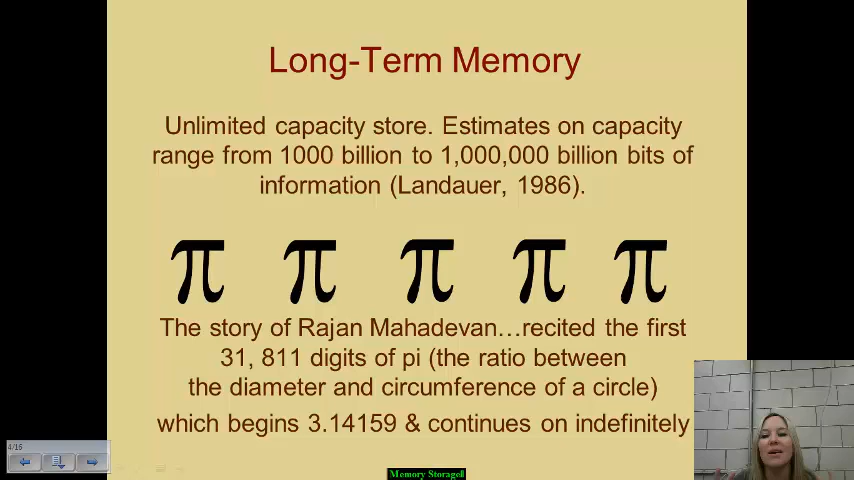 Long-Term Memory
Unlimited capacity store. Estimates on capacity
range from 1000 billion to 1,000,000 billion bits of
information (Landauer, 1986).
π π π π π
The story of Rajan Mahadevan…recited the first
31, 811 digits of pi (the ratio between
the diameter and circumference of a circle)
which begins 3.14159 & continues on indefinitely
4/16
Memory Storage